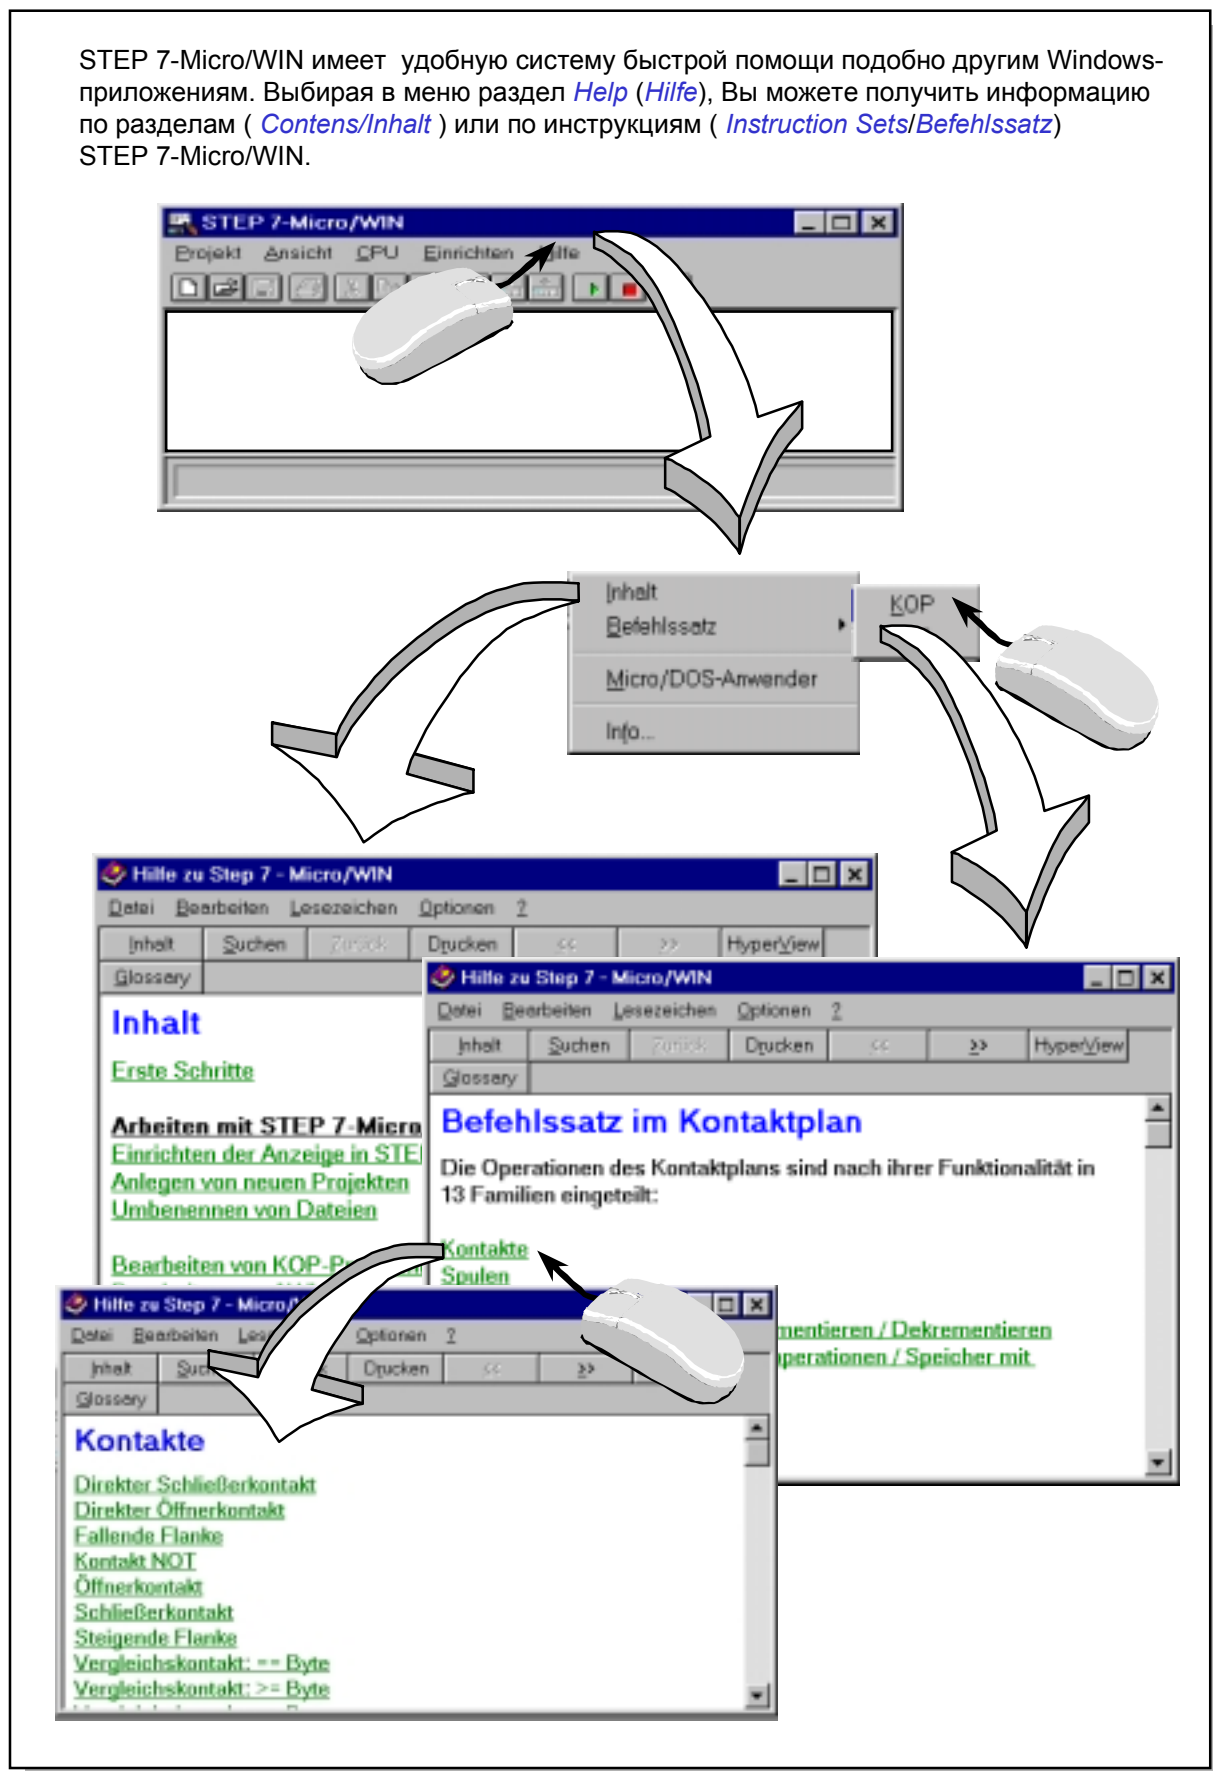 STEP 7-Micro/WIN имеет удобную систему быстрой помощи подобно другим Windows-
приложениям. Выбирая в меню раздел Help (Hilfe), Вы можете получить информацию
по разделам ( Contens/Inhalt ) или по инструкциям ( Instruction Sets/Befehlssatz)
STEP 7-Micro/WIN.
STEP 7-Micro/WIN
Projekt Ansicht CPU Einrichten
Inhalt
Befehlssatz
Micro/DOS-Anwender
Info...
KOP
Hilfe zu Step 7 - Micro/WIN
Datei Bearbeiten Lesezeichen Optionen ?
Inhalt Suchen Zurück Drucken << >> HyperView
Glossary
Inhalt
Erste Schritte
Arbeiten mit STEP 7-Micro
Einrichten der Anzeige in STE
Anlegen von neuen Projekten
Umbenennen von Dateien
Bearbeiten von KOP-P
Hilfe zu Step 7 - Micro/WIN
Datei Bearbeiten Lesezeichen Optionen ?
Inhalt Suchen Zurück Drucken << >> HyperView
Glossary
Befehlssatz im Kontaktplan
Die Operationen des Kontaktplans sind nach ihrer Funktionalität in
13 Familien eingeteilt:
Kontakte
Spulen
mentieren / Dekrementieren
perationen / Speicher mit
Hilfe zu Step 7 - Micro/
Datei Bearbeiten Optionen ?
Inhalt Drucken << >>
Glossary
Kontakte
Direkter Schließerkontakt
Direkter Öffnerkontakt
Fallende Flanke
Kontakt NOT
Öffnerkontakt
Schließerkontakt
Steigende Flanke
Vergleichskontakt: == Byte
Vergleichskontakt: >= Byte